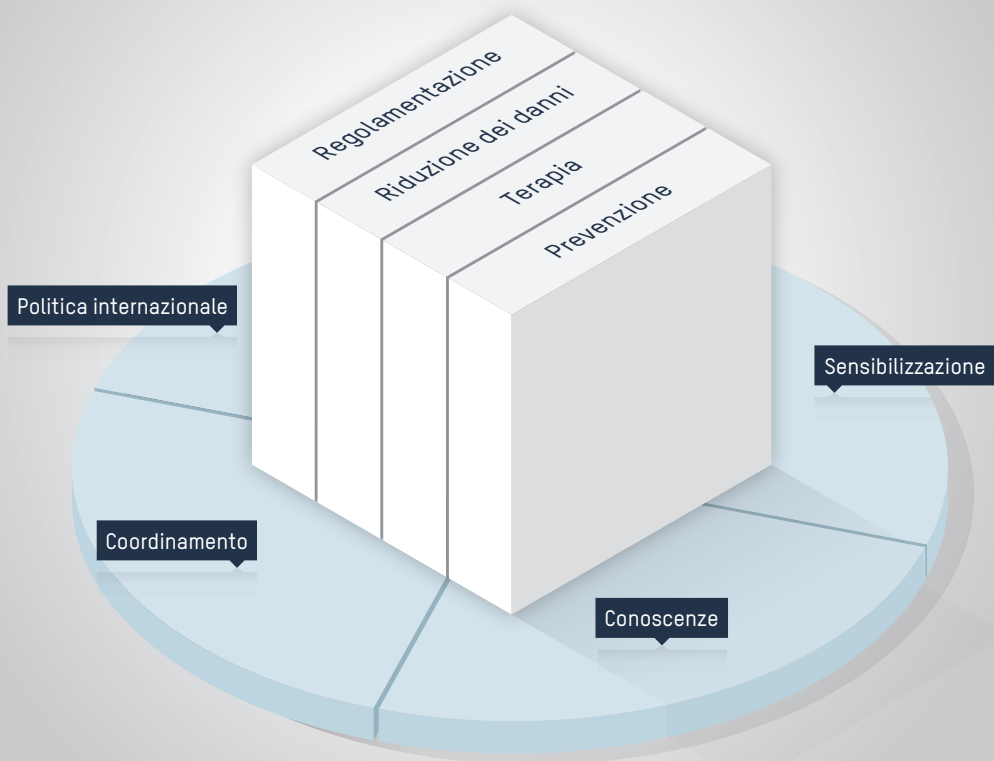 Regolamentazione
Riduzione dei danni
Terapia
Prevenzione
Politica internazionale
Sensibilizzazione
Coordinamento
Conoscenze